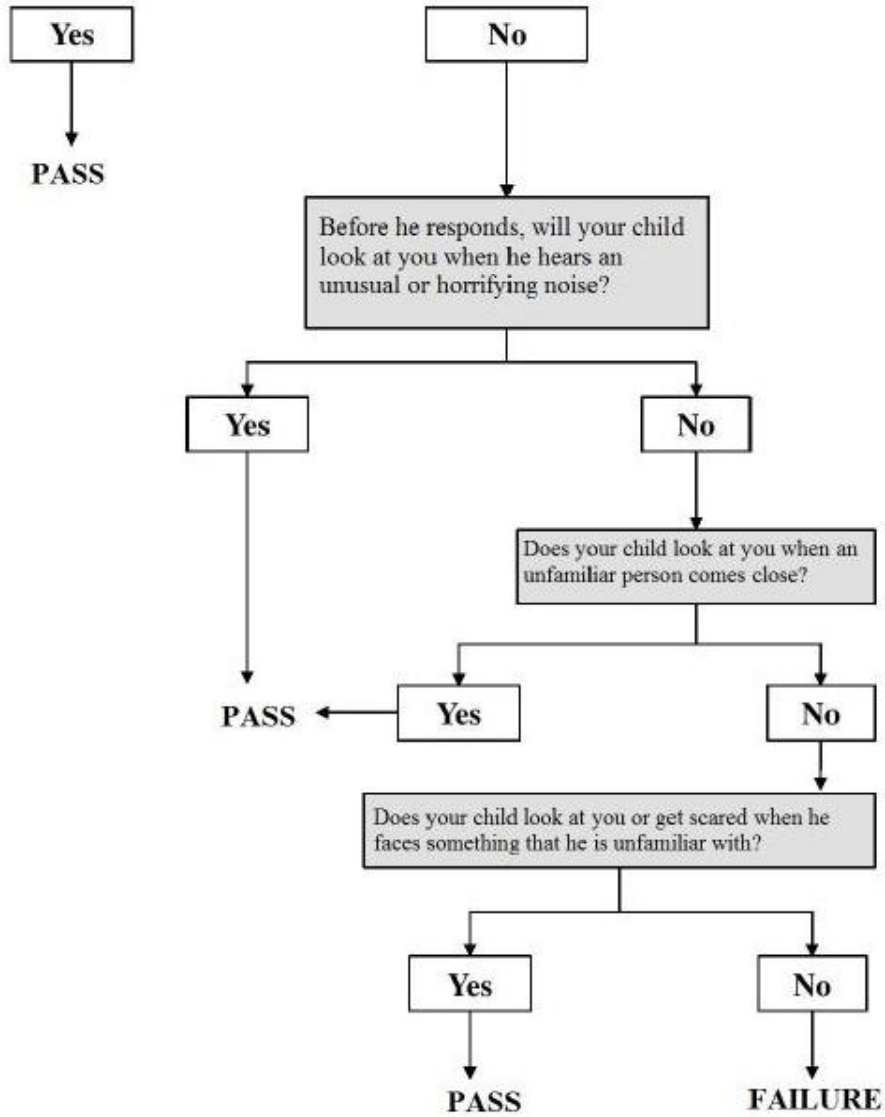 Yes
No
PASS
Before he responds, will your child
look at you when he hears an
unusual or horrifying noise?
Yes
No
Does your child look at you when an
unfamiliar person comes close?
PASS
Yes
No
Does your child look at you or get scared when he
faces something that he is unfamiliar with?
Yes
No
PASS
FAILURE